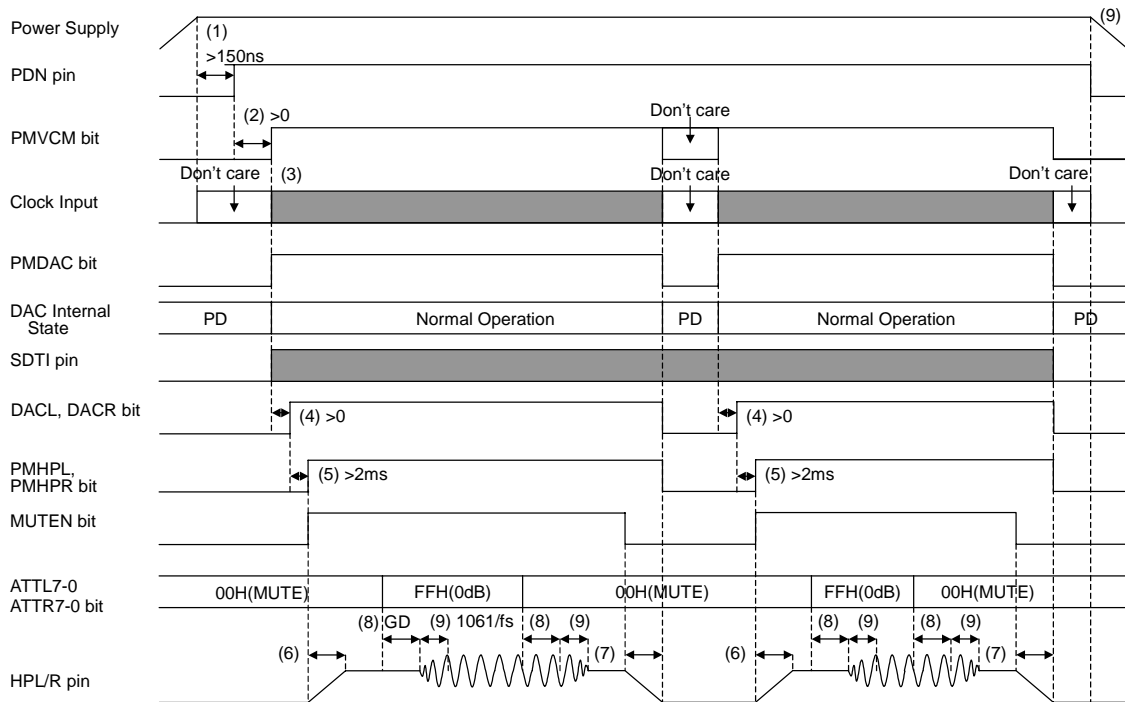 Power Supply
(1)
(9)
>150ns
PDN pin
(2) >0
Don't care
PMVCM bit
Don't care
(3)
Don't care
Don't care
Clock Input
PMDAC bit
DAC Internal
State
PD
Normal Operation
PD
Normal Operation
PD
SDTI pin
DACL, DACR bit
(4) >0
(4) >0
PMHPL,
PMHPR bit
(5) >2ms
(5) >2ms
MUTEN bit
ATTL7-0
ATTR7-0 bit
00H(MUTE)
FFH(0dB)
00H(MUTE)
FFH(0dB)
00H(MUTE)
(8) GD
(9) 1061/fs
(8)
(9)
(8)
(9)
(8)
(9)
(6)
(7)
(6)
(7)
HPL/R pin